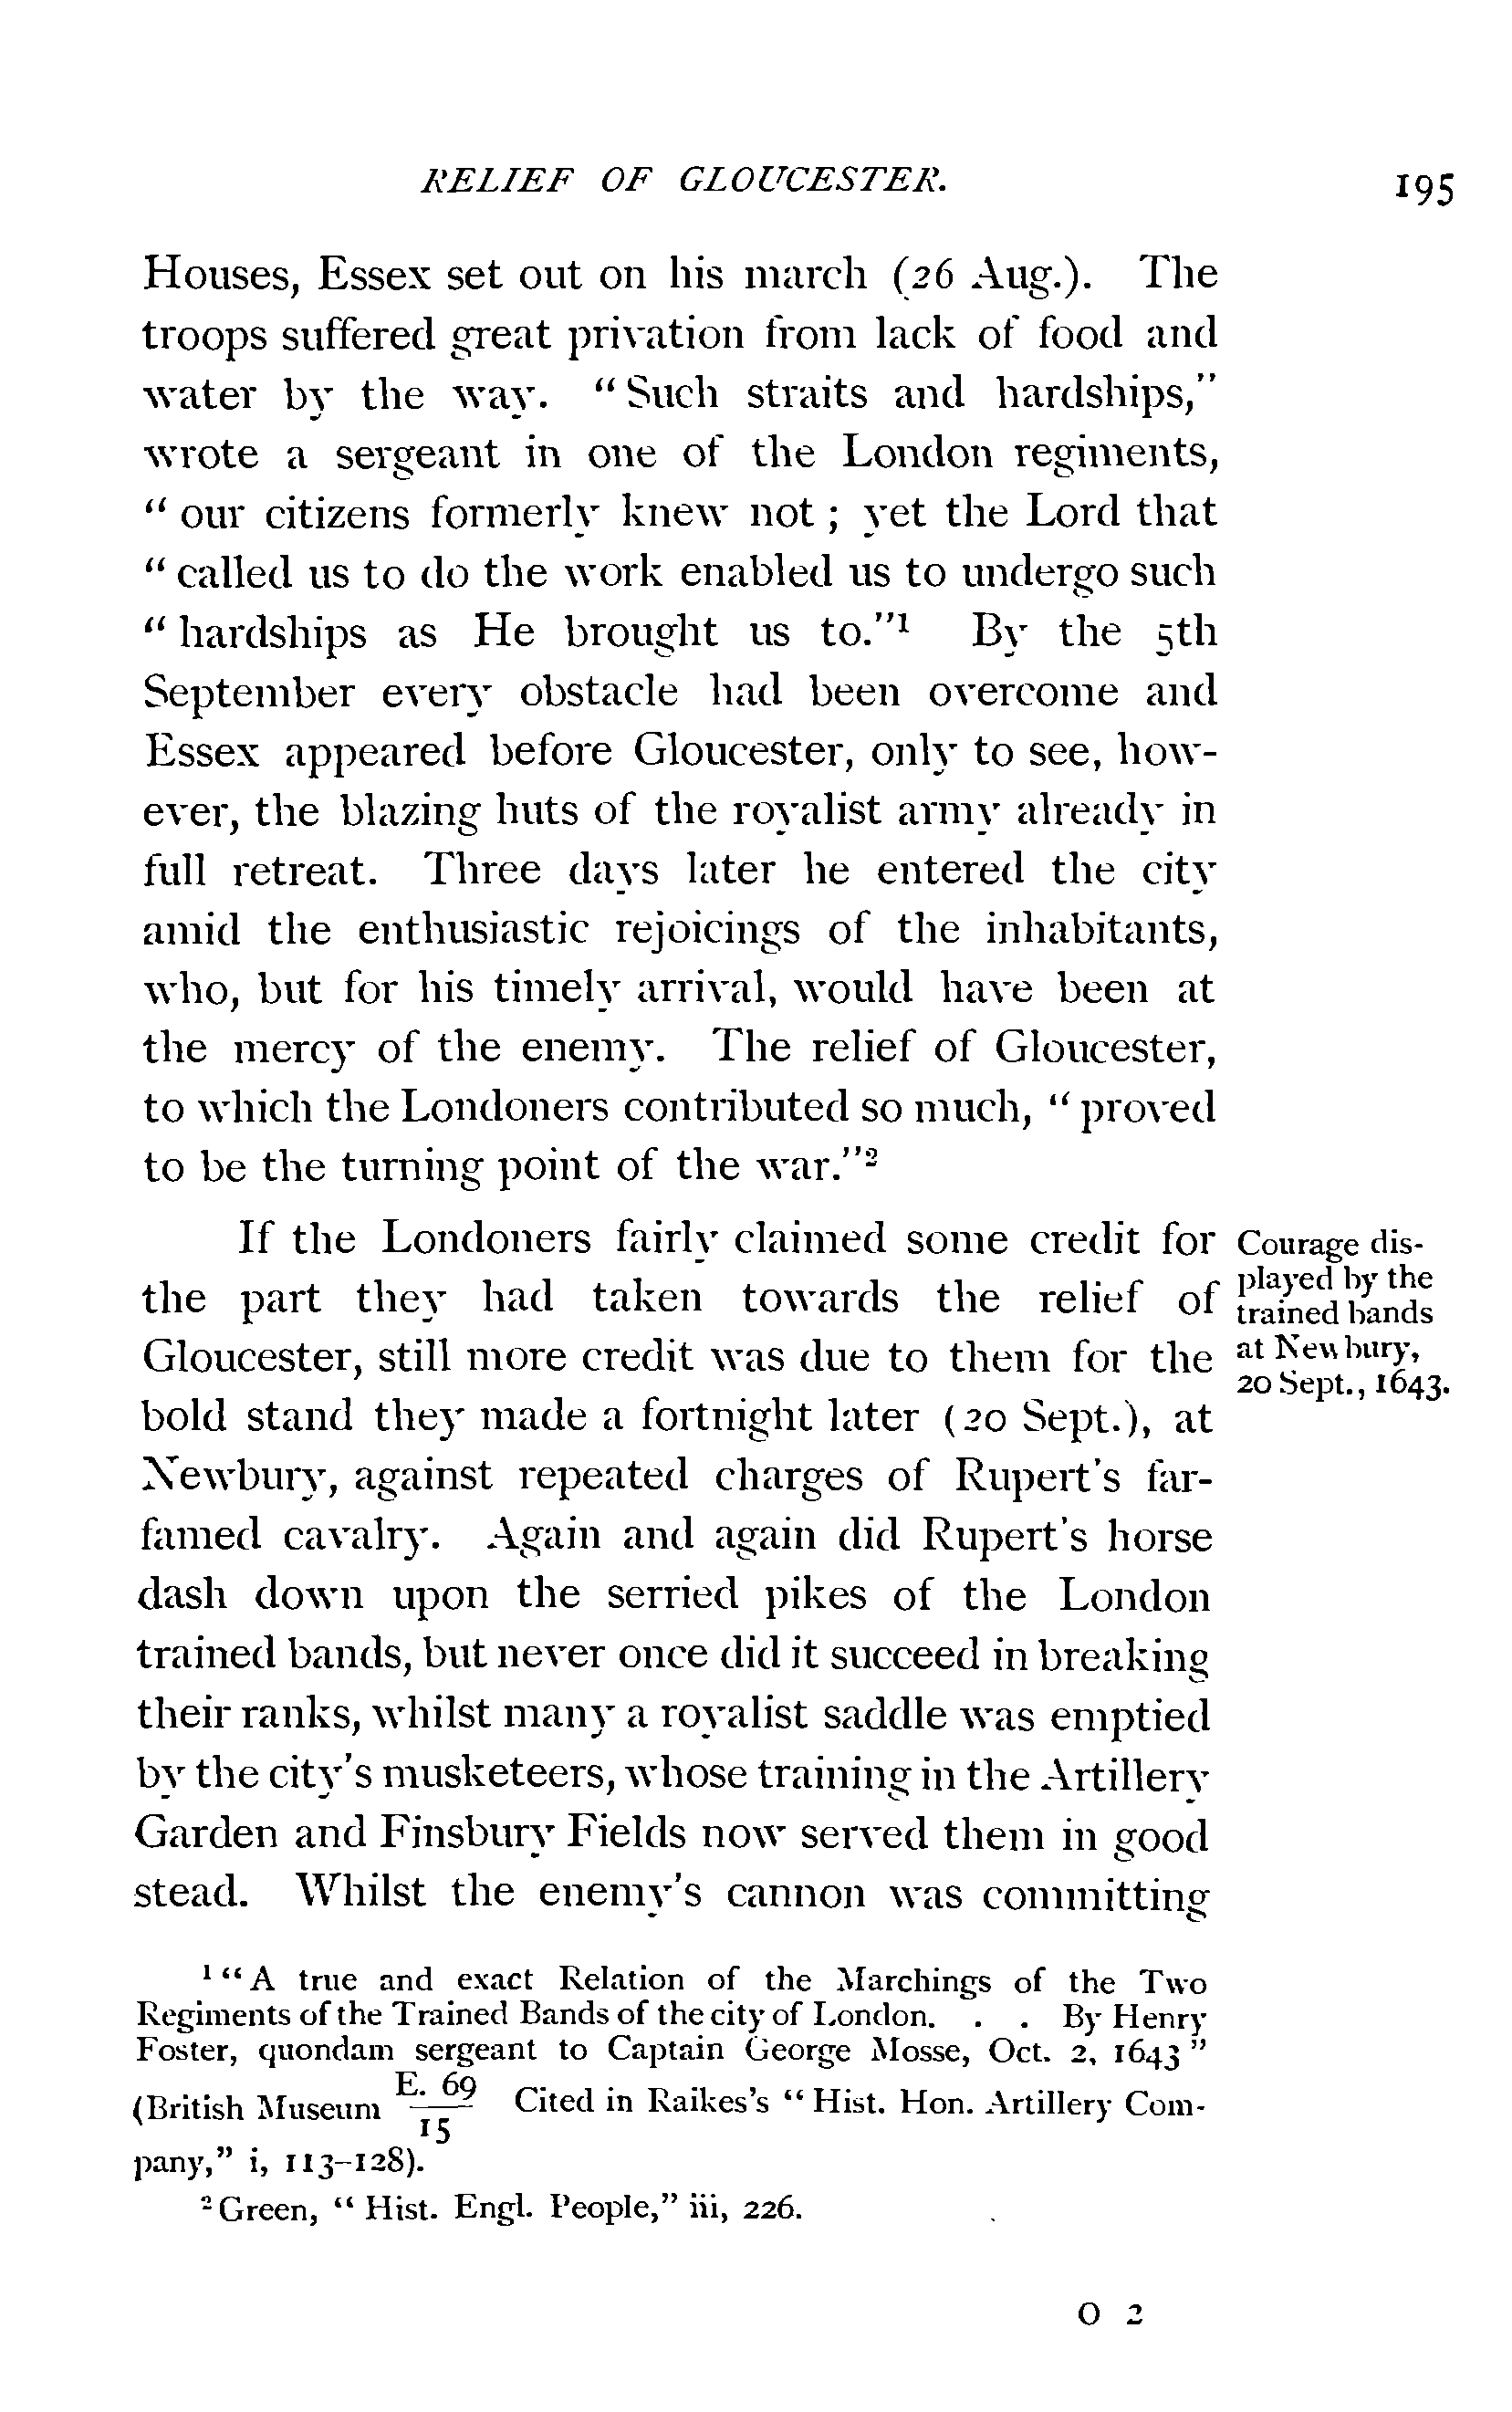 RELIEF OF GLOUCESTER. 195
Houses, Essex set out on his march (26 Aug.). The
troops suffered great privation from lack of food and
water by the way. “Such straits and hardships,”
wrote a sergeant in one of the London regiments,
“ our citizens formerly knew not ; yet the Lord that
“ called us to do the work enabled us to undergo such
“ hardships as He brought us to.”¹ By the 5th
September every obstacle had been overcome and
Essex appeared before Gloucester, only to see, how-
ever, the blazing huts of the royalist army already in
full retreat. Three days later he entered the city
amid the enthusiastic rejoicings of the inhabitants,
who, but for his timely arrival, would have been at
the mercy of the enemy. The relief of Gloucester,
to which the Londoners contributed so much, “ proved
to be the turning point of the war.”²
If the Londoners fairly claimed some credit for
the part they had taken towards the relief of
Gloucester, still more credit was due to them for the
bold stand they made a fortnight later (20 Sept.), at
Newbury, against repeated charges of Rupert's far-
famed cavalry. Again and again did Rupert's horse
dash down upon the serried pikes of the London
trained bands, but never once did it succeed in breaking
their ranks, whilst many a royalist saddle was emptied
by the city's musketeers, whose training in the Artillery
Garden and Finsbury Fields now served them in good
stead. Whilst the enemy's cannon was committing
Courage dis-
played by the
trained bands
at Newbury,
20 Sept., 1643.
¹ “A true and exact Relation of the Marchings of the Two
Regiments of the Trained Bands of the city of London. . . By Henry
Foster, quondam sergeant to Captain George Mosse, Oct. 2, 1643”
(British Museum E. 69/15 Cited in Raikes's “Hist. Hon. Artillery Com-
pany,” i, 113–128).
² Green, “ Hist. Engl. People,” iii, 226.
O 2